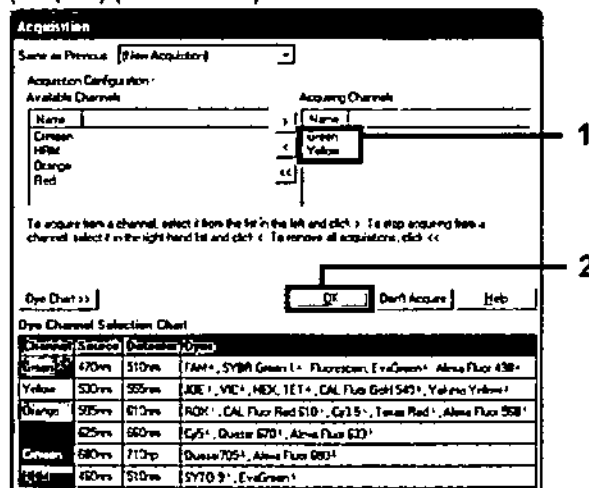 Acquisition
Same as Previous (New Acquisition)
Acquisition Configuration:
Available Channels
Acquiring Channels
Name
Name
Crimson
HRM
Orange
Red
>
<
<<
Green
Yellow
1
To acquire from a channel, select it from the list in the left and click >. To stop acquiring from a
channel, select it in the right hand list and click <. To remove all acquisitions, click <<.
2
Dye Chart >>
OK
Don't Acquire
Help
Dye Channel Selection Chart
Channel Source Detector Dyes
Green 470nm 510nm FAM, SYBR Green 1, Fluorescein, EvaGreen, Alexa Fluor
Yellow 530nm 555nm JOE, VIC, HEX, TET, CAL Fluor Gold 540, Yakima Yellow
Orange 585nm 610nm ROX, CAL Fluor Red 610, Cy3.5, Texas Red, Alexa Fluor 568
625nm 660nm Cy5, Quasar 670, Alexa Fluor 633
Crimson 680nm Quasar705, Alexa Fluor 680
HRM 460nm 510nm SYTO 9, EvaGreen